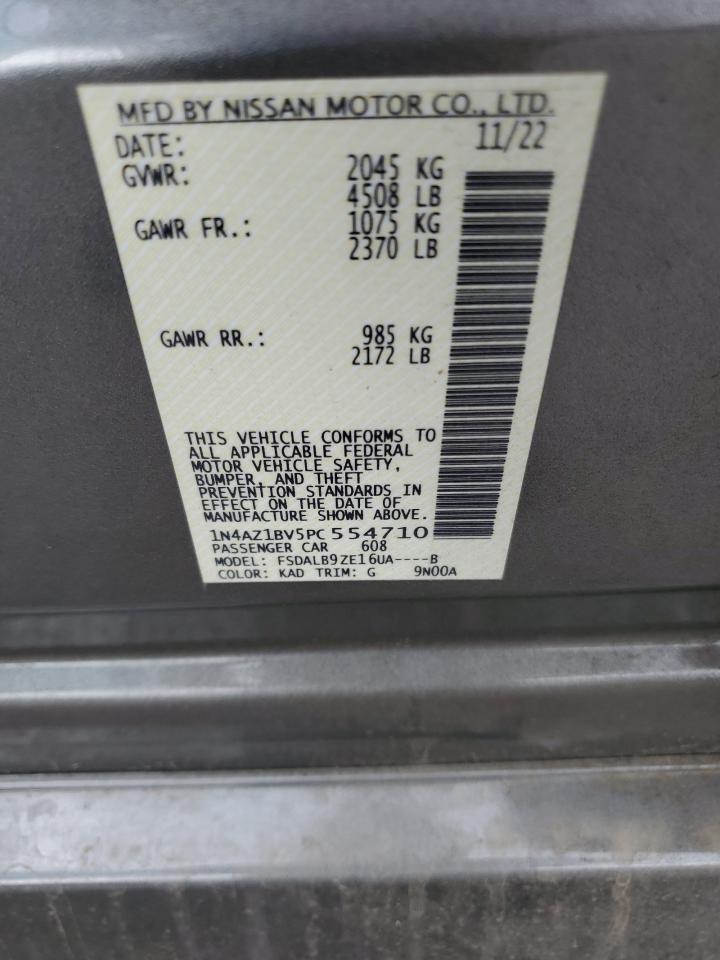 MFD BY NISSAN MOTOR CO., LTD.
DATE: 11/22
GVWR: 2045 KG
4508 LB
GAWR FR.: 1075 KG
2370 LB
GAWR RR.: 985 KG
2172 LB
THIS VEHICLE CONFORMS TO
ALL APPLICABLE FEDERAL
MOTOR VEHICLE SAFETY,
BUMPER, AND THEFT
PREVENTION STANDARDS IN
EFFECT ON THE DATE OF
MANUFACTURE SHOWN ABOVE.
1N4AZ1BV5PC 554710
PASSENGER CAR 608
MODEL: FSDALB9ZE16UA----B
COLOR: KAD TRIM: G 9N00A